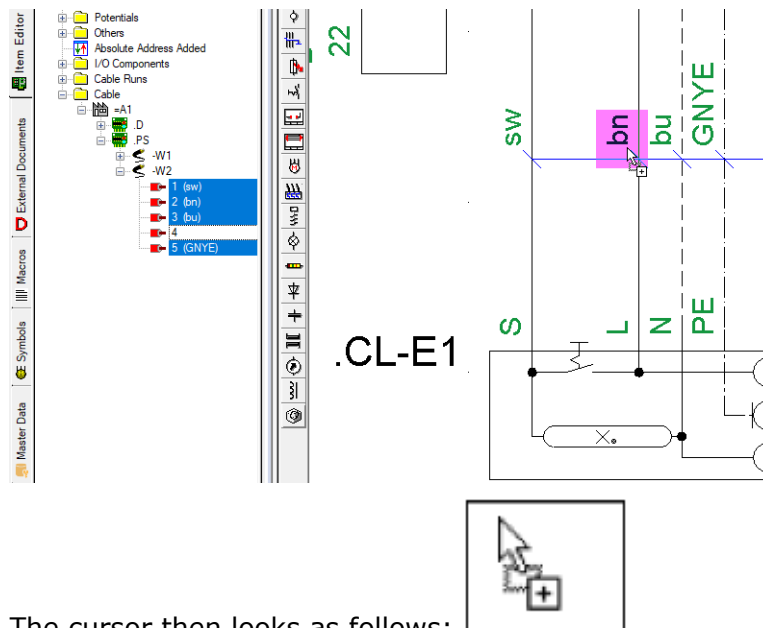 Item Editor
External Documents
Macros
Symbols
Master Data
Potentials
Others
Absolute Address Added
I/O Components
Cable Runs
Cable
=A1
.D
.PS
-W1
-W2
1 (sw)
2 (bn)
3 (bu)
4
5 (GNYE)
22
sw
bn
bu
GNYE
S
L
N
PE
.CL-E1
The cursor then looks as follows: